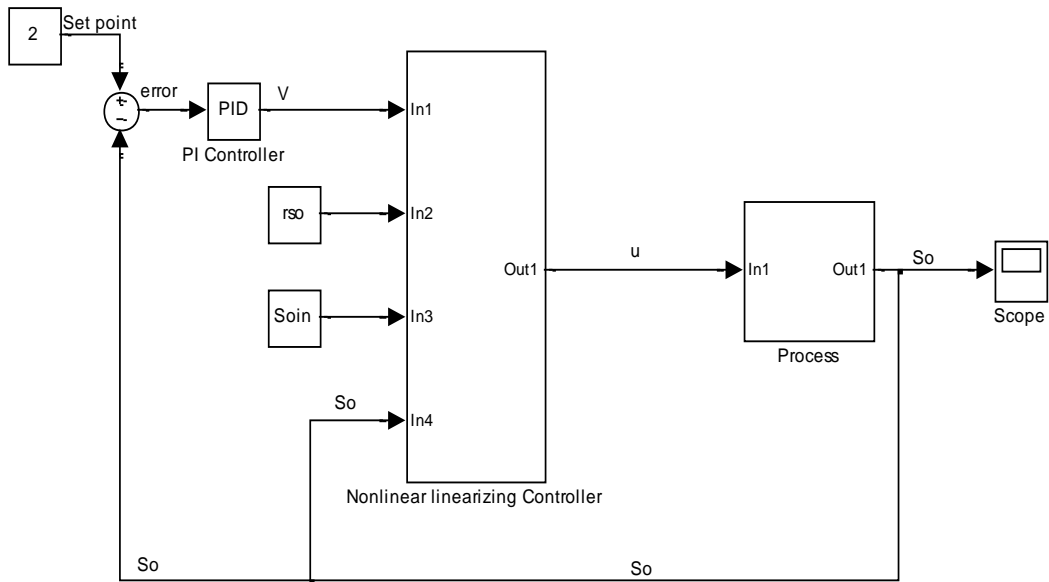 2
Set point
+
−
error
PID
PI Controller
V
In1
rso
In2
Soin
In3
So
In4
Out1
Nonlinear linearizing Controller
u
In1
Out1
Process
So
Scope
So
So